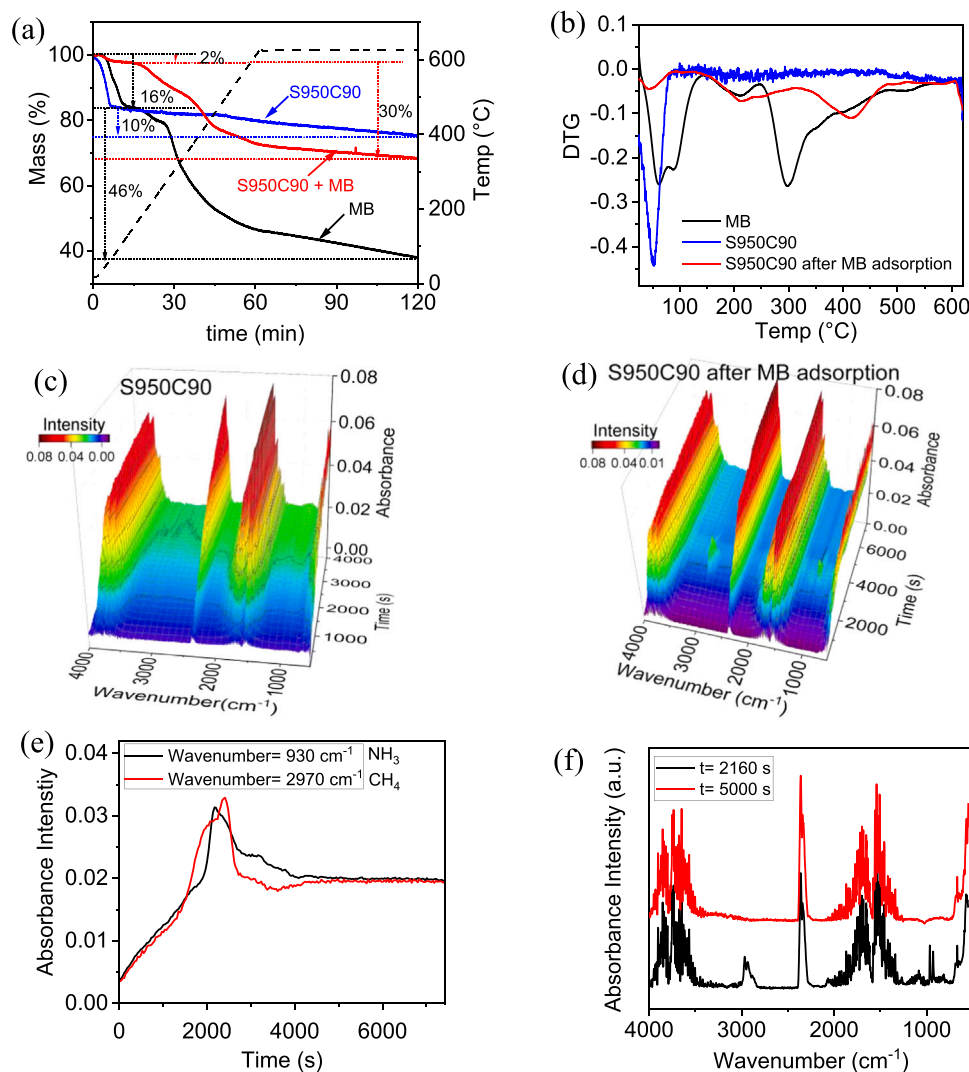 (a)
100
80
60
40
Mass (%)
0
30
60
90
120
time (min)
600
500
400
300
200
100
0
Temp (°C)
2%
16%
10%
46%
30%
S950C90
S950C90 + MB
MB
(b)
0.1
0.0
-0.1
-0.2
-0.3
-0.4
DTG
100
200
300
400
500
600
Temp (°C)
MB
S950C90
S950C90 after MB adsorption
(c)
S950C90
Intensity
0.08 0.04 0.00
0.08
0.06
0.04
0.02
0.00
Absorbance
4000
3000
2000
1000
Time (s)
4000
3000
2000
1000
Wavenumber(cm⁻¹)
(d)
S950C90 after MB adsorption
Intensity
0.08 0.04 0.01
0.08
0.06
0.04
0.02
0.00
Absorbance
6000
4000
2000
Time (s)
4000
3000
2000
1000
Wavenumber (cm⁻¹)
(e)
0.04
0.03
0.02
0.01
0.00
Absorbance Intenstiy
0
2000
4000
6000
Time (s)
Wavenumber= 930 cm⁻¹ NH₃
Wavenumber= 2970 cm⁻¹ CH₄
(f)
t= 2160 s
t= 5000 s
Absorbance Intensity (a.u.)
4000
3000
2000
1000
Wavenumber (cm⁻¹)